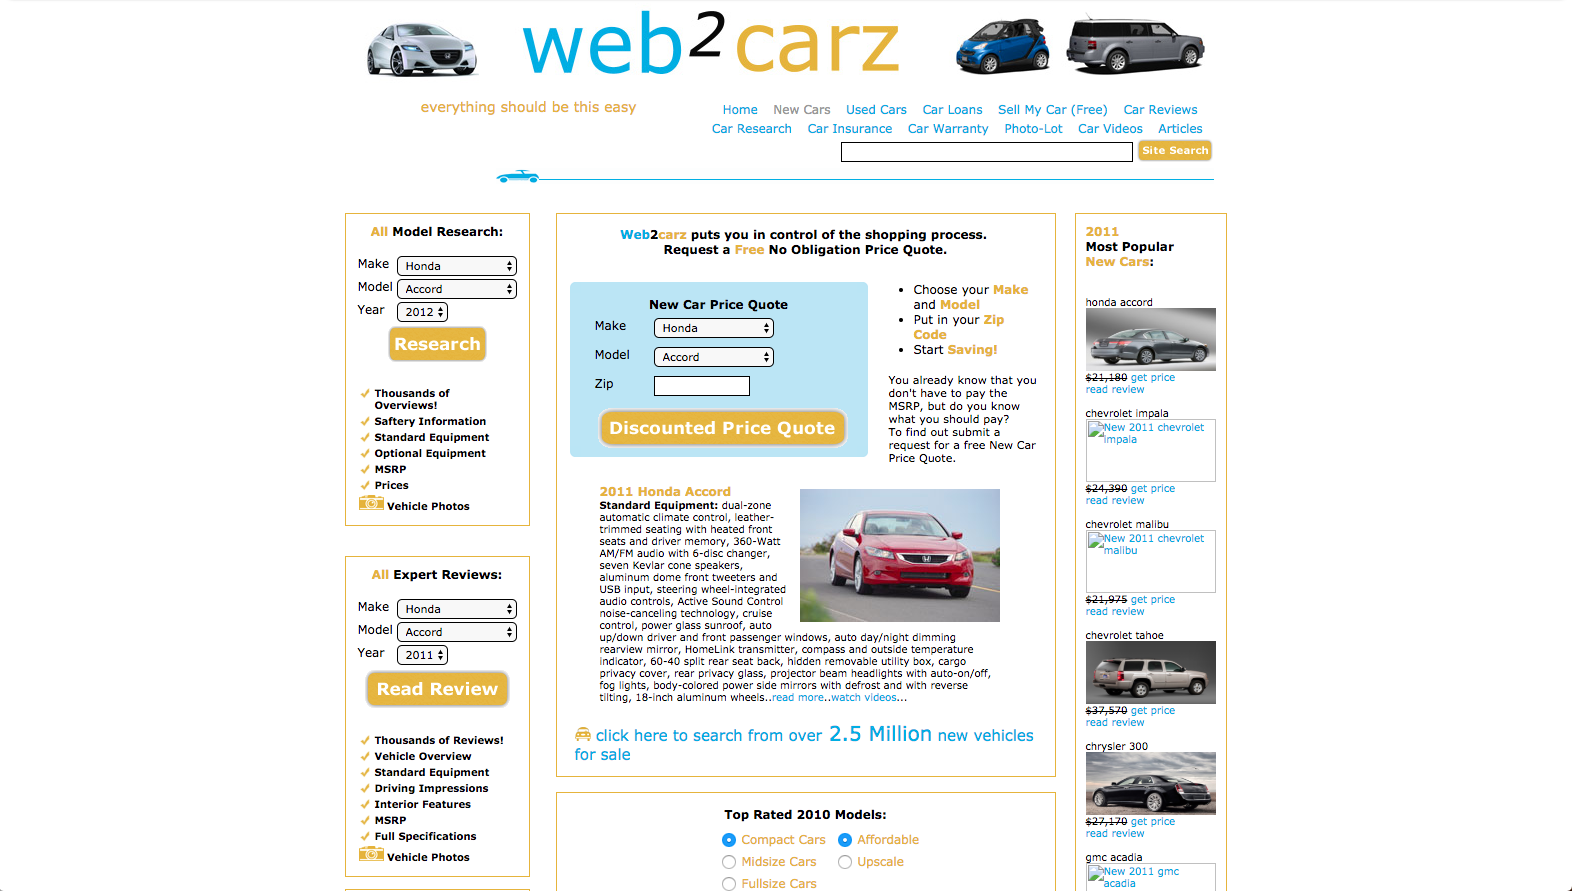 web2carz
everything should be this easy
Home New Cars Used Cars Car Loans Sell My Car (Free) Car Reviews
Car Research Car Insurance Car Warranty Photo-Lot Car Videos Articles
Site Search
All Model Research:
Make Honda
Model Accord
Year 2012
Research
Thousands of
Overviews!
Saftery Information
Standard Equipment
Optional Equipment
MSRP
Prices
Vehicle Photos
All Expert Reviews:
Make Honda
Model Accord
Year 2011
Read Review
Thousands of Reviews!
Vehicle Overview
Standard Equipment
Driving Impressions
Interior Features
MSRP
Full Specifications
Vehicle Photos
Web2carz puts you in control of the shopping process.
Request a Free No Obligation Price Quote.
New Car Price Quote
Make Honda
Model Accord
Zip
Discounted Price Quote
• Choose your Make
and Model
• Put in your Zip
Code
• Start Saving!
You already know that you
don't have to pay the
MSRP, but do you know
what you should pay?
To find out submit a
request for a free New Car
Price Quote.
2011 Honda Accord
Standard Equipment: dual-zone
automatic climate control, leather-
trimmed seating with heated front
seats and driver memory, 360-Watt
AM/FM audio with 6-disc changer,
seven Kevlar cone speakers,
aluminum dome front tweeters and
USB input, steering wheel-integrated
audio controls, Active Sound Control
noise-canceling technology, cruise
control, power glass sunroof, auto
up/down driver and front passenger windows, auto day/night dimming
rearview mirror, HomeLink transmitter, compass and outside temperature
indicator, 60-40 split rear seat back, hidden removable utility box, cargo
privacy cover, rear privacy glass, projector beam headlights with auto-on/off,
fog lights, body-colored power side mirrors with defrost and with reverse
tilting, 18-inch aluminum wheels..read more..watch videos...
click here to search from over 2.5 Million new vehicles
for sale
Top Rated 2010 Models:
Compact Cars Affordable
Midsize Cars Upscale
Fullsize Cars
2011
Most Popular
New Cars:
honda accord
$21,180 get price
read review
chevrolet impala
New 2011 chevrolet
impala
$24,390 get price
read review
chevrolet malibu
New 2011 chevrolet
malibu
$21,975 get price
read review
chevrolet tahoe
$37,570 get price
read review
chrysler 300
$27,170 get price
read review
gmc acadia
New 2011 gmc
acadia